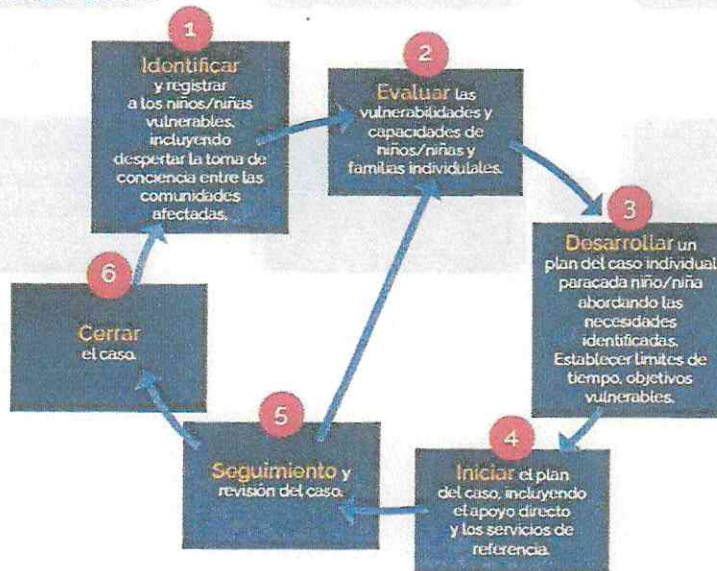 1
Identificar
y registrar
a los niños/niñas
vulnerables,
incluyendo
despertar la toma de
conciencia entre las
comunidades
afectadas.
2
Evaluar las
vulnerabilidades y
capacidades de
niños/niñas y
familias individulales.
3
Desarrollar un
plan del caso individual
paracada niño/niña
abordando las
necesidades
identificadas.
Establecer límites de
tiempo, objetivos
vulnerables.
4
Iniciar el plan
del caso, incluyendo
el apoyo directo
y los servicios de
referencia.
5
Seguimiento y
revisión del caso.
6
Cerrar
el caso.